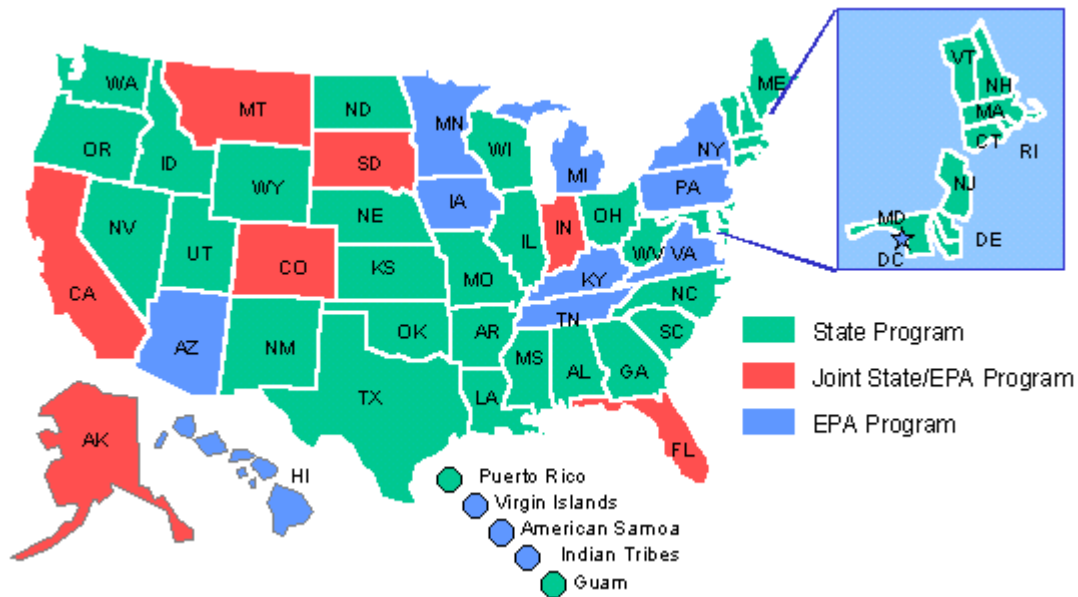 WA
MT
ND
MN
ME
OR
ID
SD
WI
NY
WY
MI
IA
PA
NE
NV
UT
IL
IN
OH
CO
KS
MO
WV
VA
KY
CA
NC
TN
AZ
NM
OK
AR
SC
MS
AL
GA
TX
LA
AK
HI
FL
VT
NH
MA
CT
RI
NJ
MD
DE
DC
State Program
Joint State/EPA Program
EPA Program
Puerto Rico
Virgin Islands
American Samoa
Indian Tribes
Guam